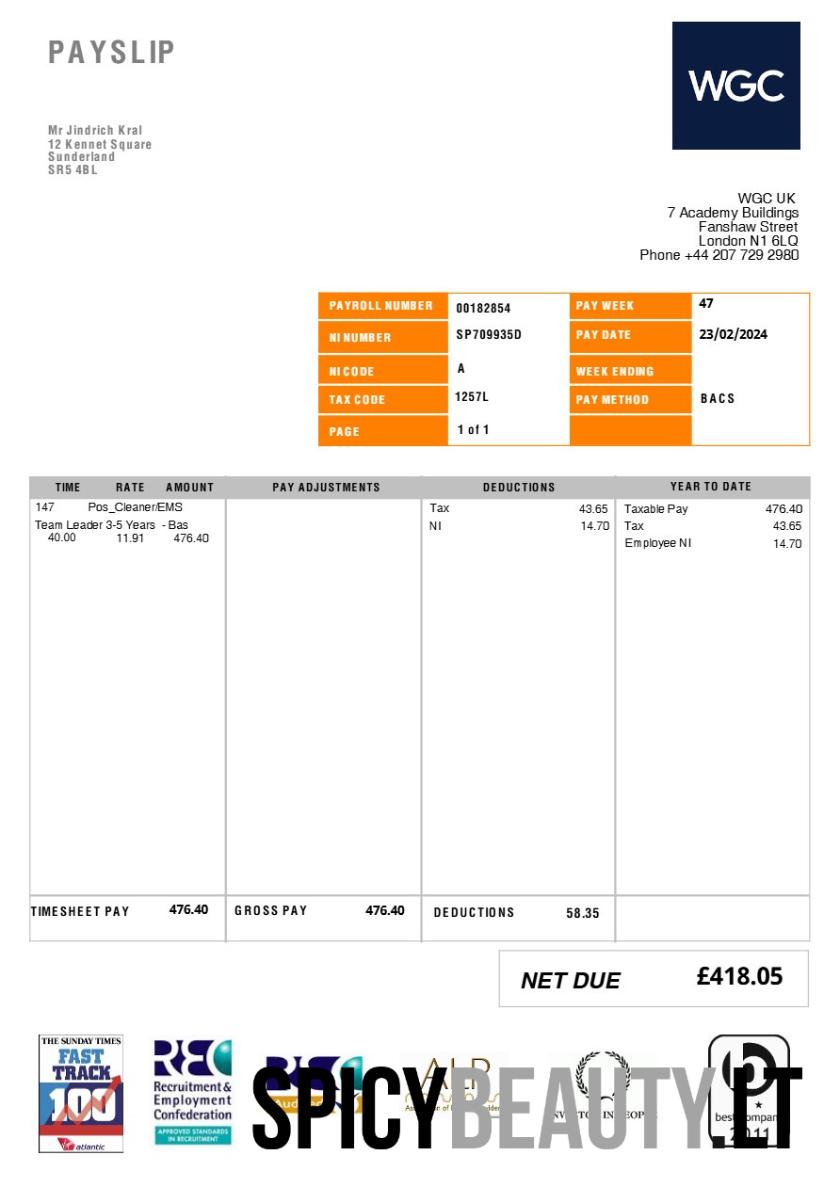 PAYSLIP
WGC
Mr Jindrich Kral
12 Kennet Square
Sunderland
SR5 4BL
WGC UK
7 Academy Buildings
Fanshaw Street
London N1 6LQ
Phone +44 207 729 2980
PAYROLL NUMBER 00182854 PAY WEEK 47
NI NUMBER SP709935D PAY DATE 23/02/2024
NI CODE A WEEK ENDING
TAX CODE 1257L PAY METHOD BACS
PAGE 1 of 1
TIME RATE AMOUNT PAY ADJUSTMENTS DEDUCTIONS YEAR TO DATE
147 Pos_Cleaner/EMS Tax 43.65 Taxable Pay 476.40
Team Leader 3-5 Years - Bas NI 14.70 Tax 43.65
40.00 11.91 476.40 Employee NI 14.70
TIMESHEET PAY 476.40 GROSS PAY 476.40 DEDUCTIONS 58.35
NET DUE £418.05
THE SUNDAY TIMES
FAST
TRACK
100
atlantic
REC
Recruitment &
Employment
Confederation
APPROVED STANDARDS
IN RECRUITMENT
ALP
SPICYBEAUTY.LT
b
2011